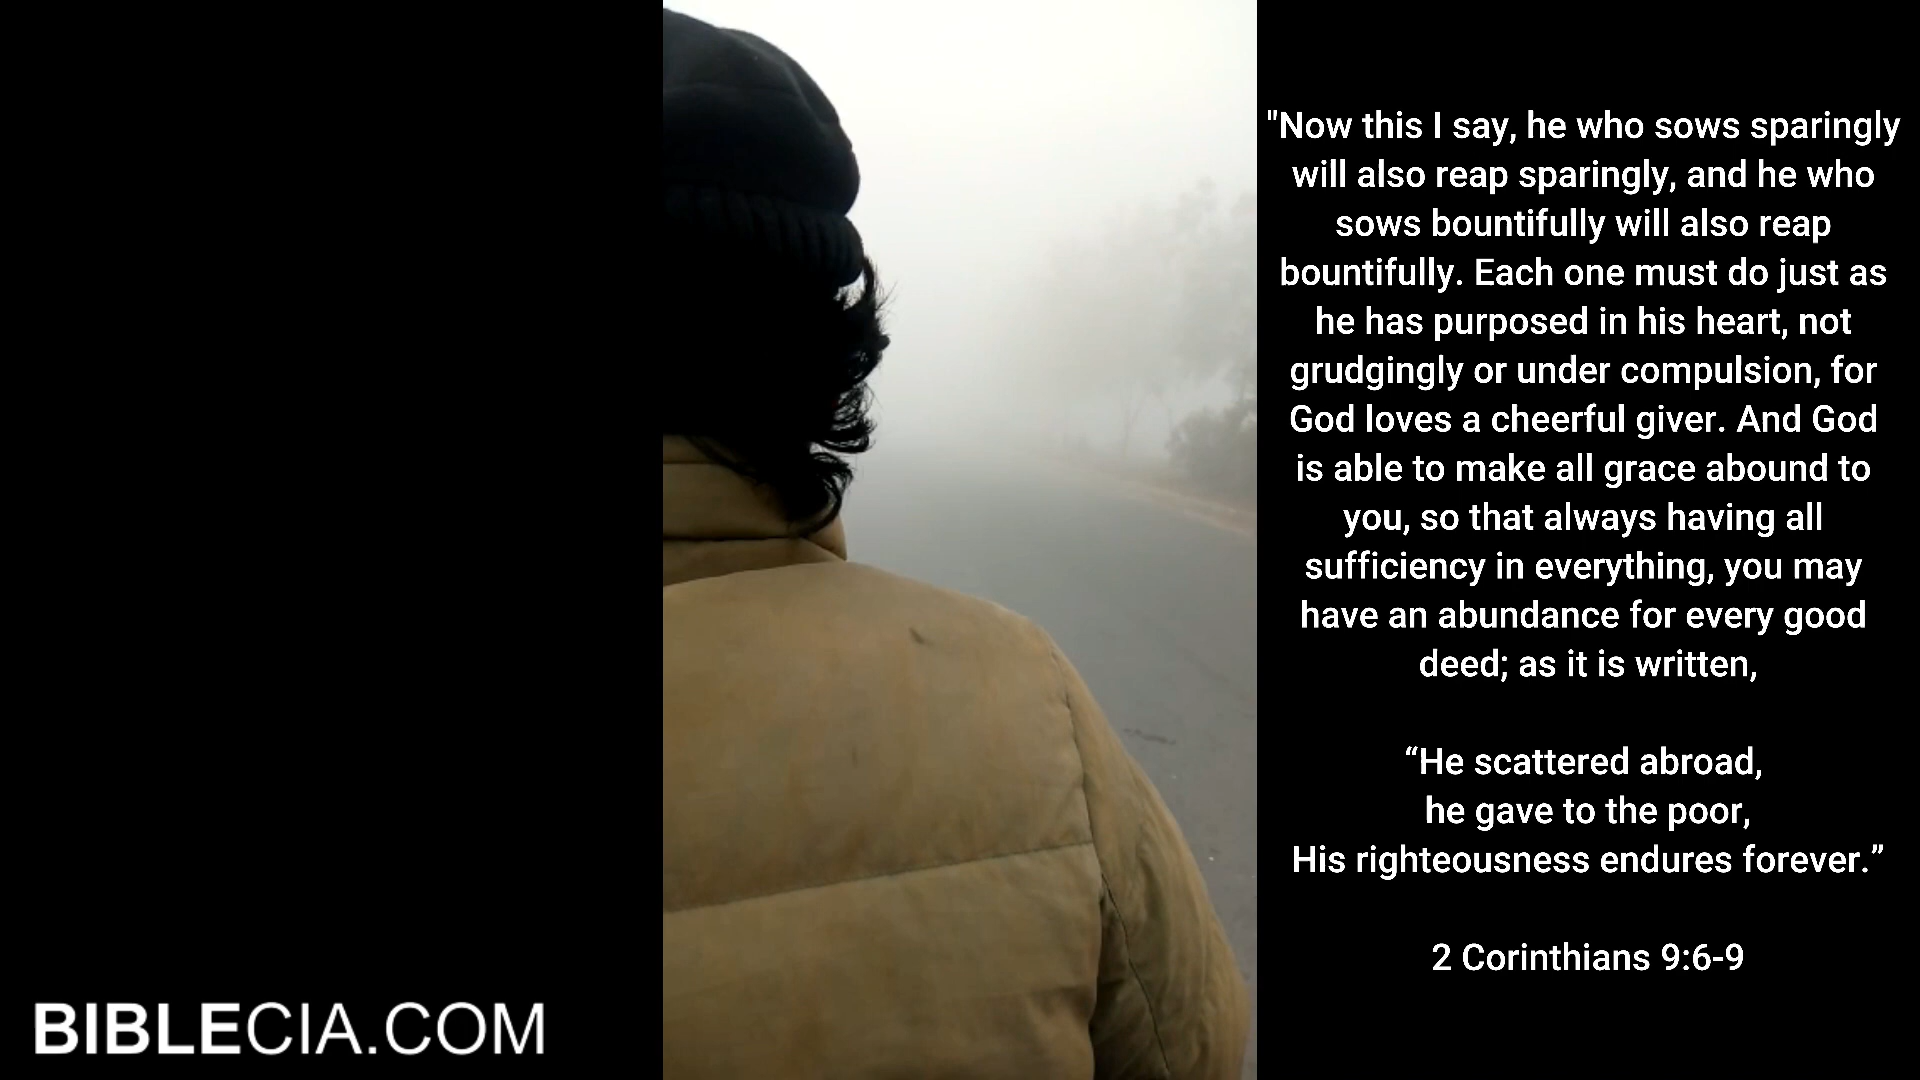 "Now this I say, he who sows sparingly
will also reap sparingly, and he who
sows bountifully will also reap
bountifully. Each one must do just as
he has purposed in his heart, not
grudgingly or under compulsion, for
God loves a cheerful giver. And God
is able to make all grace abound to
you, so that always having all
sufficiency in everything, you may
have an abundance for every good
deed; as it is written,
“He scattered abroad,
he gave to the poor,
His righteousness endures forever.”
2 Corinthians 9:6-9
BIBLECIA.COM